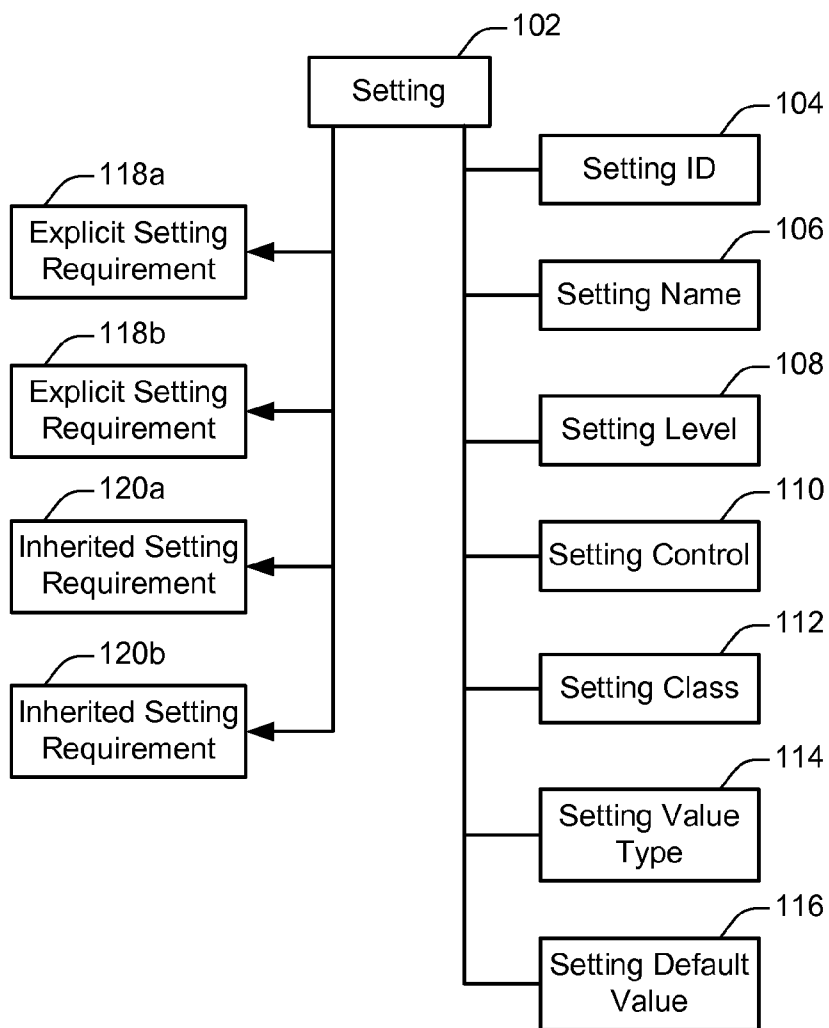 102
Setting
104
Setting ID
106
Setting Name
108
Setting Level
110
Setting Control
112
Setting Class
114
Setting Value
Type
116
Setting Default
Value
118a
Explicit Setting
Requirement
118b
Explicit Setting
Requirement
120a
Inherited Setting
Requirement
120b
Inherited Setting
Requirement